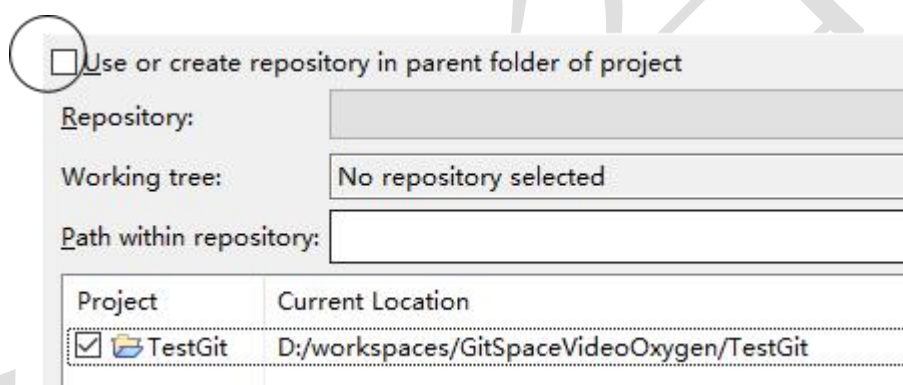 Use or create repository in parent folder of project
Repository:
Working tree: No repository selected
Path within repository:
Project Current Location
TestGit D:/workspaces/GitSpaceVideoOxygen/TestGit